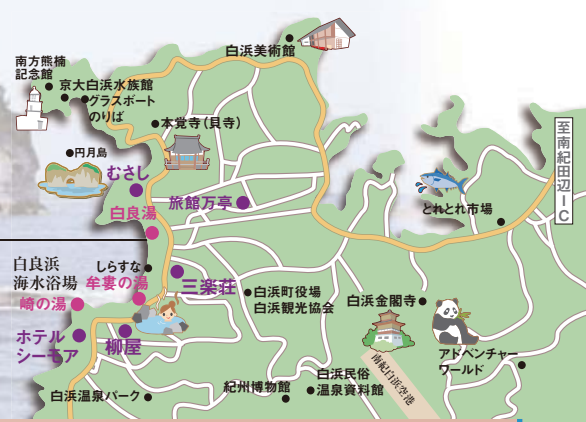 白浜美術館
南方熊楠
記念館
京大白浜水族館
グラスボート
のりば
本覚寺(貝寺)
円月島
むさし
旅館万亭
白良湯
至南紀田辺IC
とれとれ市場
白良浜
海水浴場
しらすな
三楽荘
牟婁の湯
崎の湯
白浜町役場
白浜観光協会
白浜金閣寺
ホテル
シーモア
柳屋
アドベンチャー
ワールド
南紀白浜空港
白浜温泉パーク
紀州博物館
白浜民俗
温泉資料館